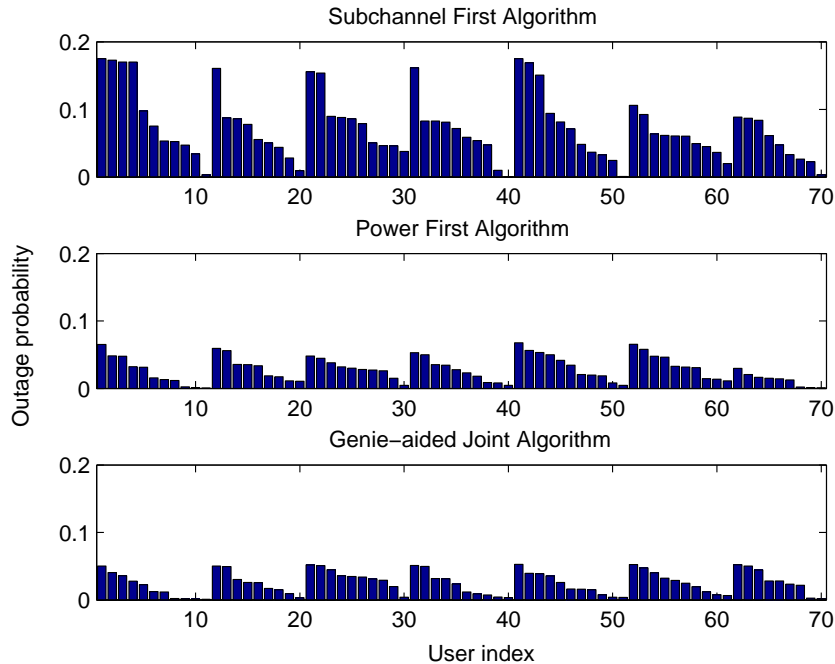 Subchannel First Algorithm
0.2
0.1
0
10 20 30 40 50 60 70
Power First Algorithm
0.2
0.1
0
10 20 30 40 50 60 70
Outage probability
Genie−aided Joint Algorithm
0.2
0.1
0
10 20 30 40 50 60 70
User index